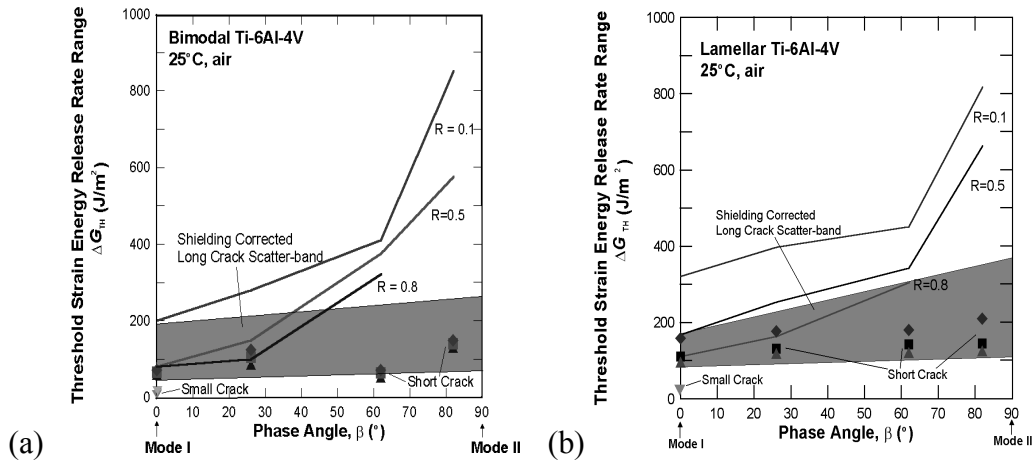 (a)
Threshold Strain Energy Release Rate Range
ΔG_TH (J/m²)
1000
800
600
400
200
0
Bimodal Ti-6Al-4V
25°C, air
R = 0.1
R=0.5
R = 0.8
Shielding Corrected
Long Crack Scatter-band
Small Crack
Short Crack
0 10 20 30 40 50 60 70 80 90
Phase Angle, β (°)
Mode I
Mode II
(b)
Threshold Strain Energy Release Rate Range
ΔG TH (J/m²)
1000
800
600
400
200
0
Lamellar Ti-6Al-4V
25°C, air
R=0.1
R=0.5
R=0.8
Shielding Corrected
Long Crack Scatter-band
Small Crack
Short Crack
0 10 20 30 40 50 60 70 80 90
Phase Angle, β (°)
Mode I
Mode II